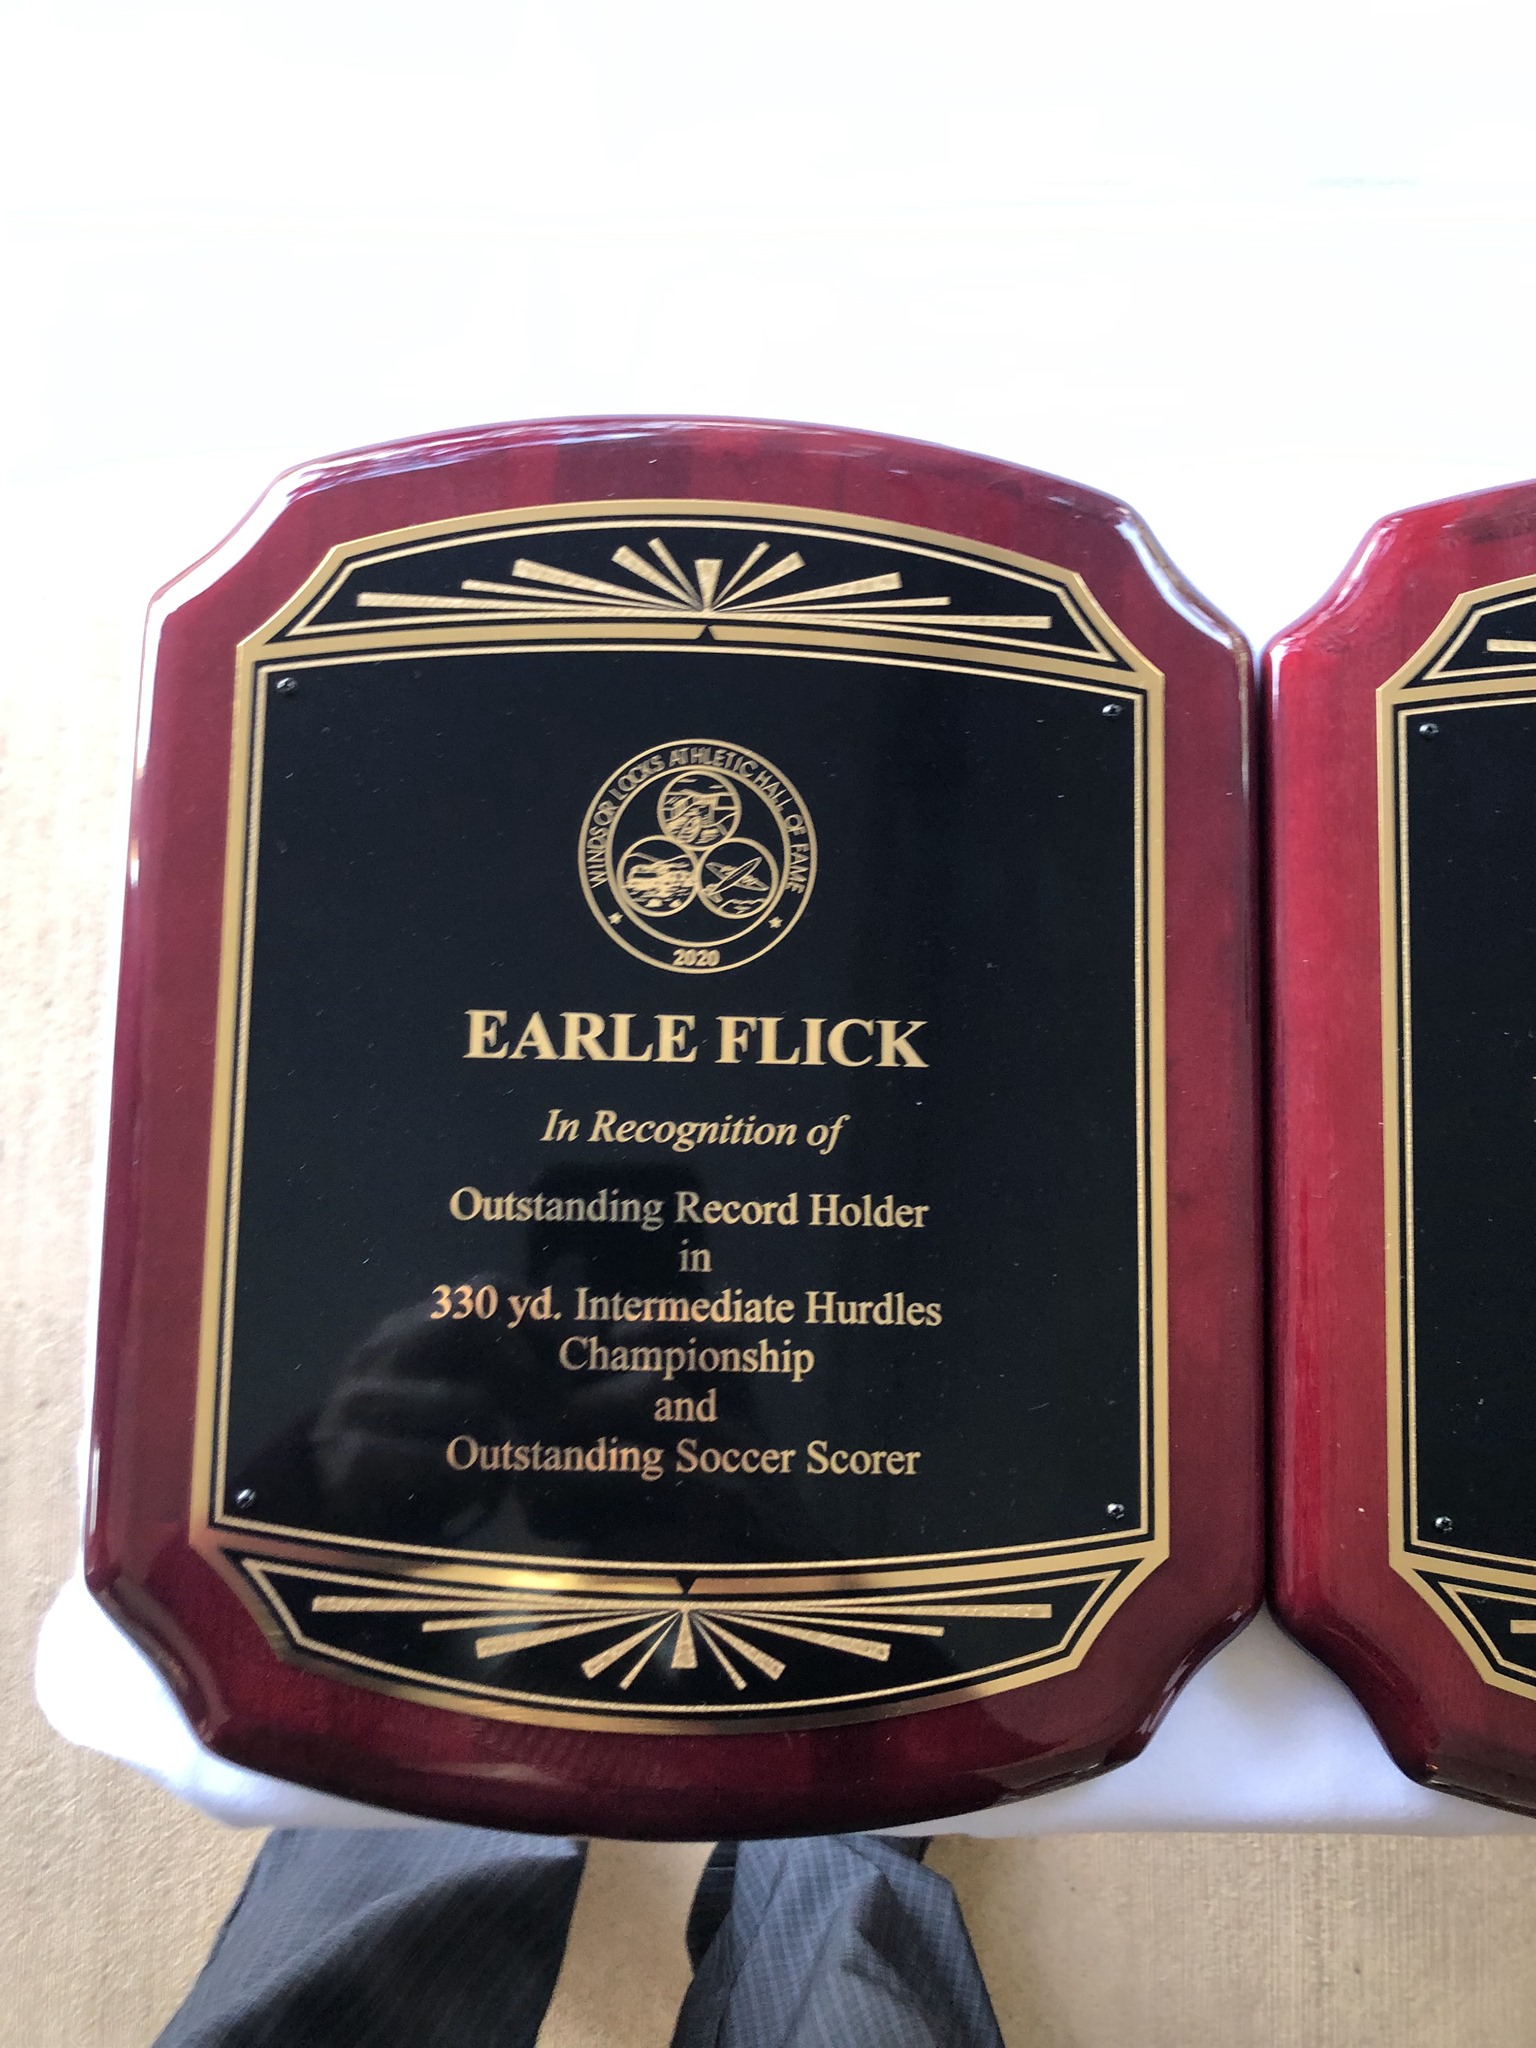 WINDSOR LOCKS ATHLETIC HALL OF FAME
2020
EARLE FLICK
In Recognition of
Outstanding Record Holder
in
330 yd. Intermediate Hurdles
Championship
and
Outstanding Soccer Scorer